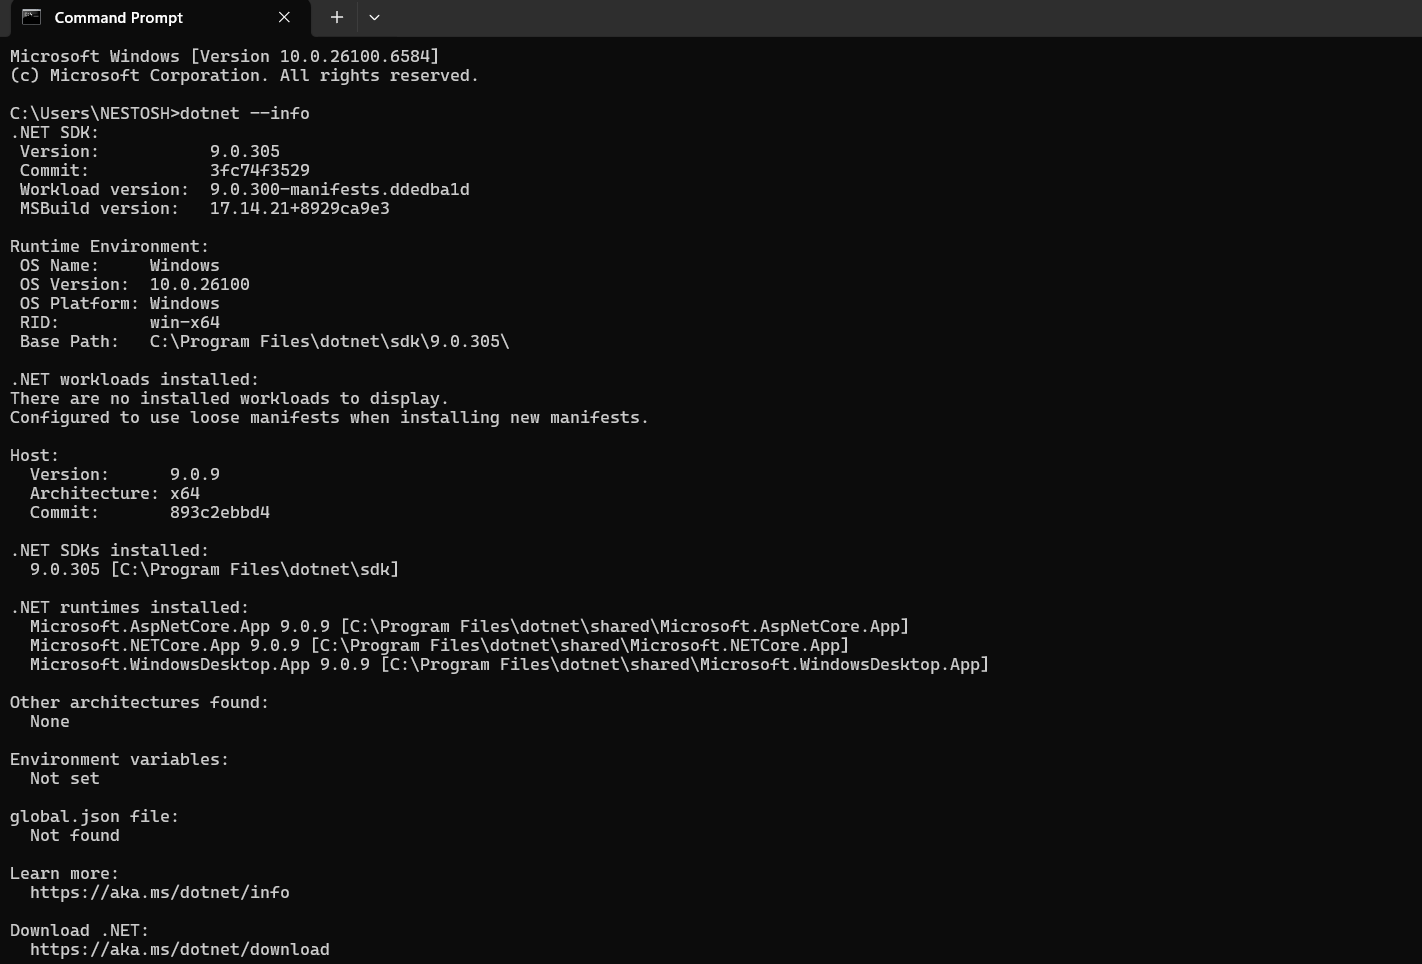 Command Prompt
Microsoft Windows [Version 10.0.26100.6584]
(c) Microsoft Corporation. All rights reserved.
C:\Users\NESTOSH>dotnet --info
.NET SDK:
Version: 9.0.305
Commit: 3fc74f3529
Workload version: 9.0.300-manifests.ddedba1d
MSBuild version: 17.14.21+8929ca9e3
Runtime Environment:
OS Name: Windows
OS Version: 10.0.26100
OS Platform: Windows
RID: win-x64
Base Path: C:\Program Files\dotnet\sdk\9.0.305\
.NET workloads installed:
There are no installed workloads to display.
Configured to use loose manifests when installing new manifests.
Host:
Version: 9.0.9
Architecture: x64
Commit: 893c2ebbd4
.NET SDKs installed:
9.0.305 [C:\Program Files\dotnet\sdk]
.NET runtimes installed:
Microsoft.AspNetCore.App 9.0.9 [C:\Program Files\dotnet\shared\Microsoft.AspNetCore.App]
Microsoft.NETCore.App 9.0.9 [C:\Program Files\dotnet\shared\Microsoft.NETCore.App]
Microsoft.WindowsDesktop.App 9.0.9 [C:\Program Files\dotnet\shared\Microsoft.WindowsDesktop.App]
Other architectures found:
None
Environment variables:
Not set
global.json file:
Not found
Learn more:
https://aka.ms/dotnet/info
Download .NET:
https://aka.ms/dotnet/download